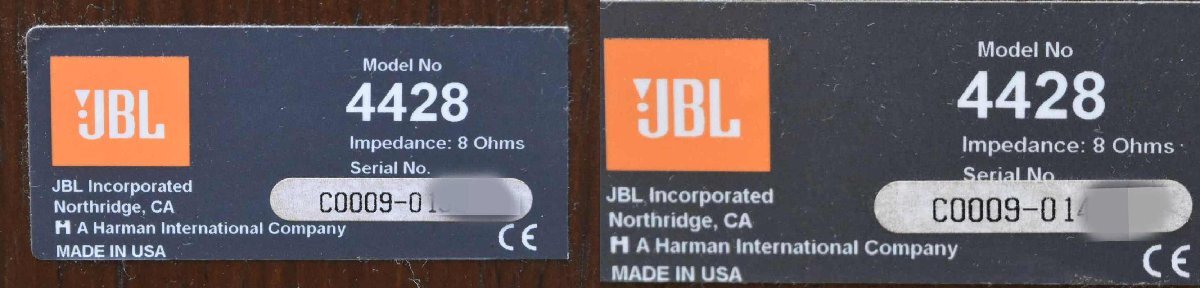 JBL
Model No
4428
Impedance: 8 Ohms
Serial No.
C0009-01
JBL Incorporated
Northridge, CA
H A Harman International Company
MADE IN USA
CE
JBL
Model No
4428
Impedance: 8 Ohms
Serial No.
C0009-014
JBL Incorporated
Northridge, CA
H A Harman International Company
MADE IN USA
CE